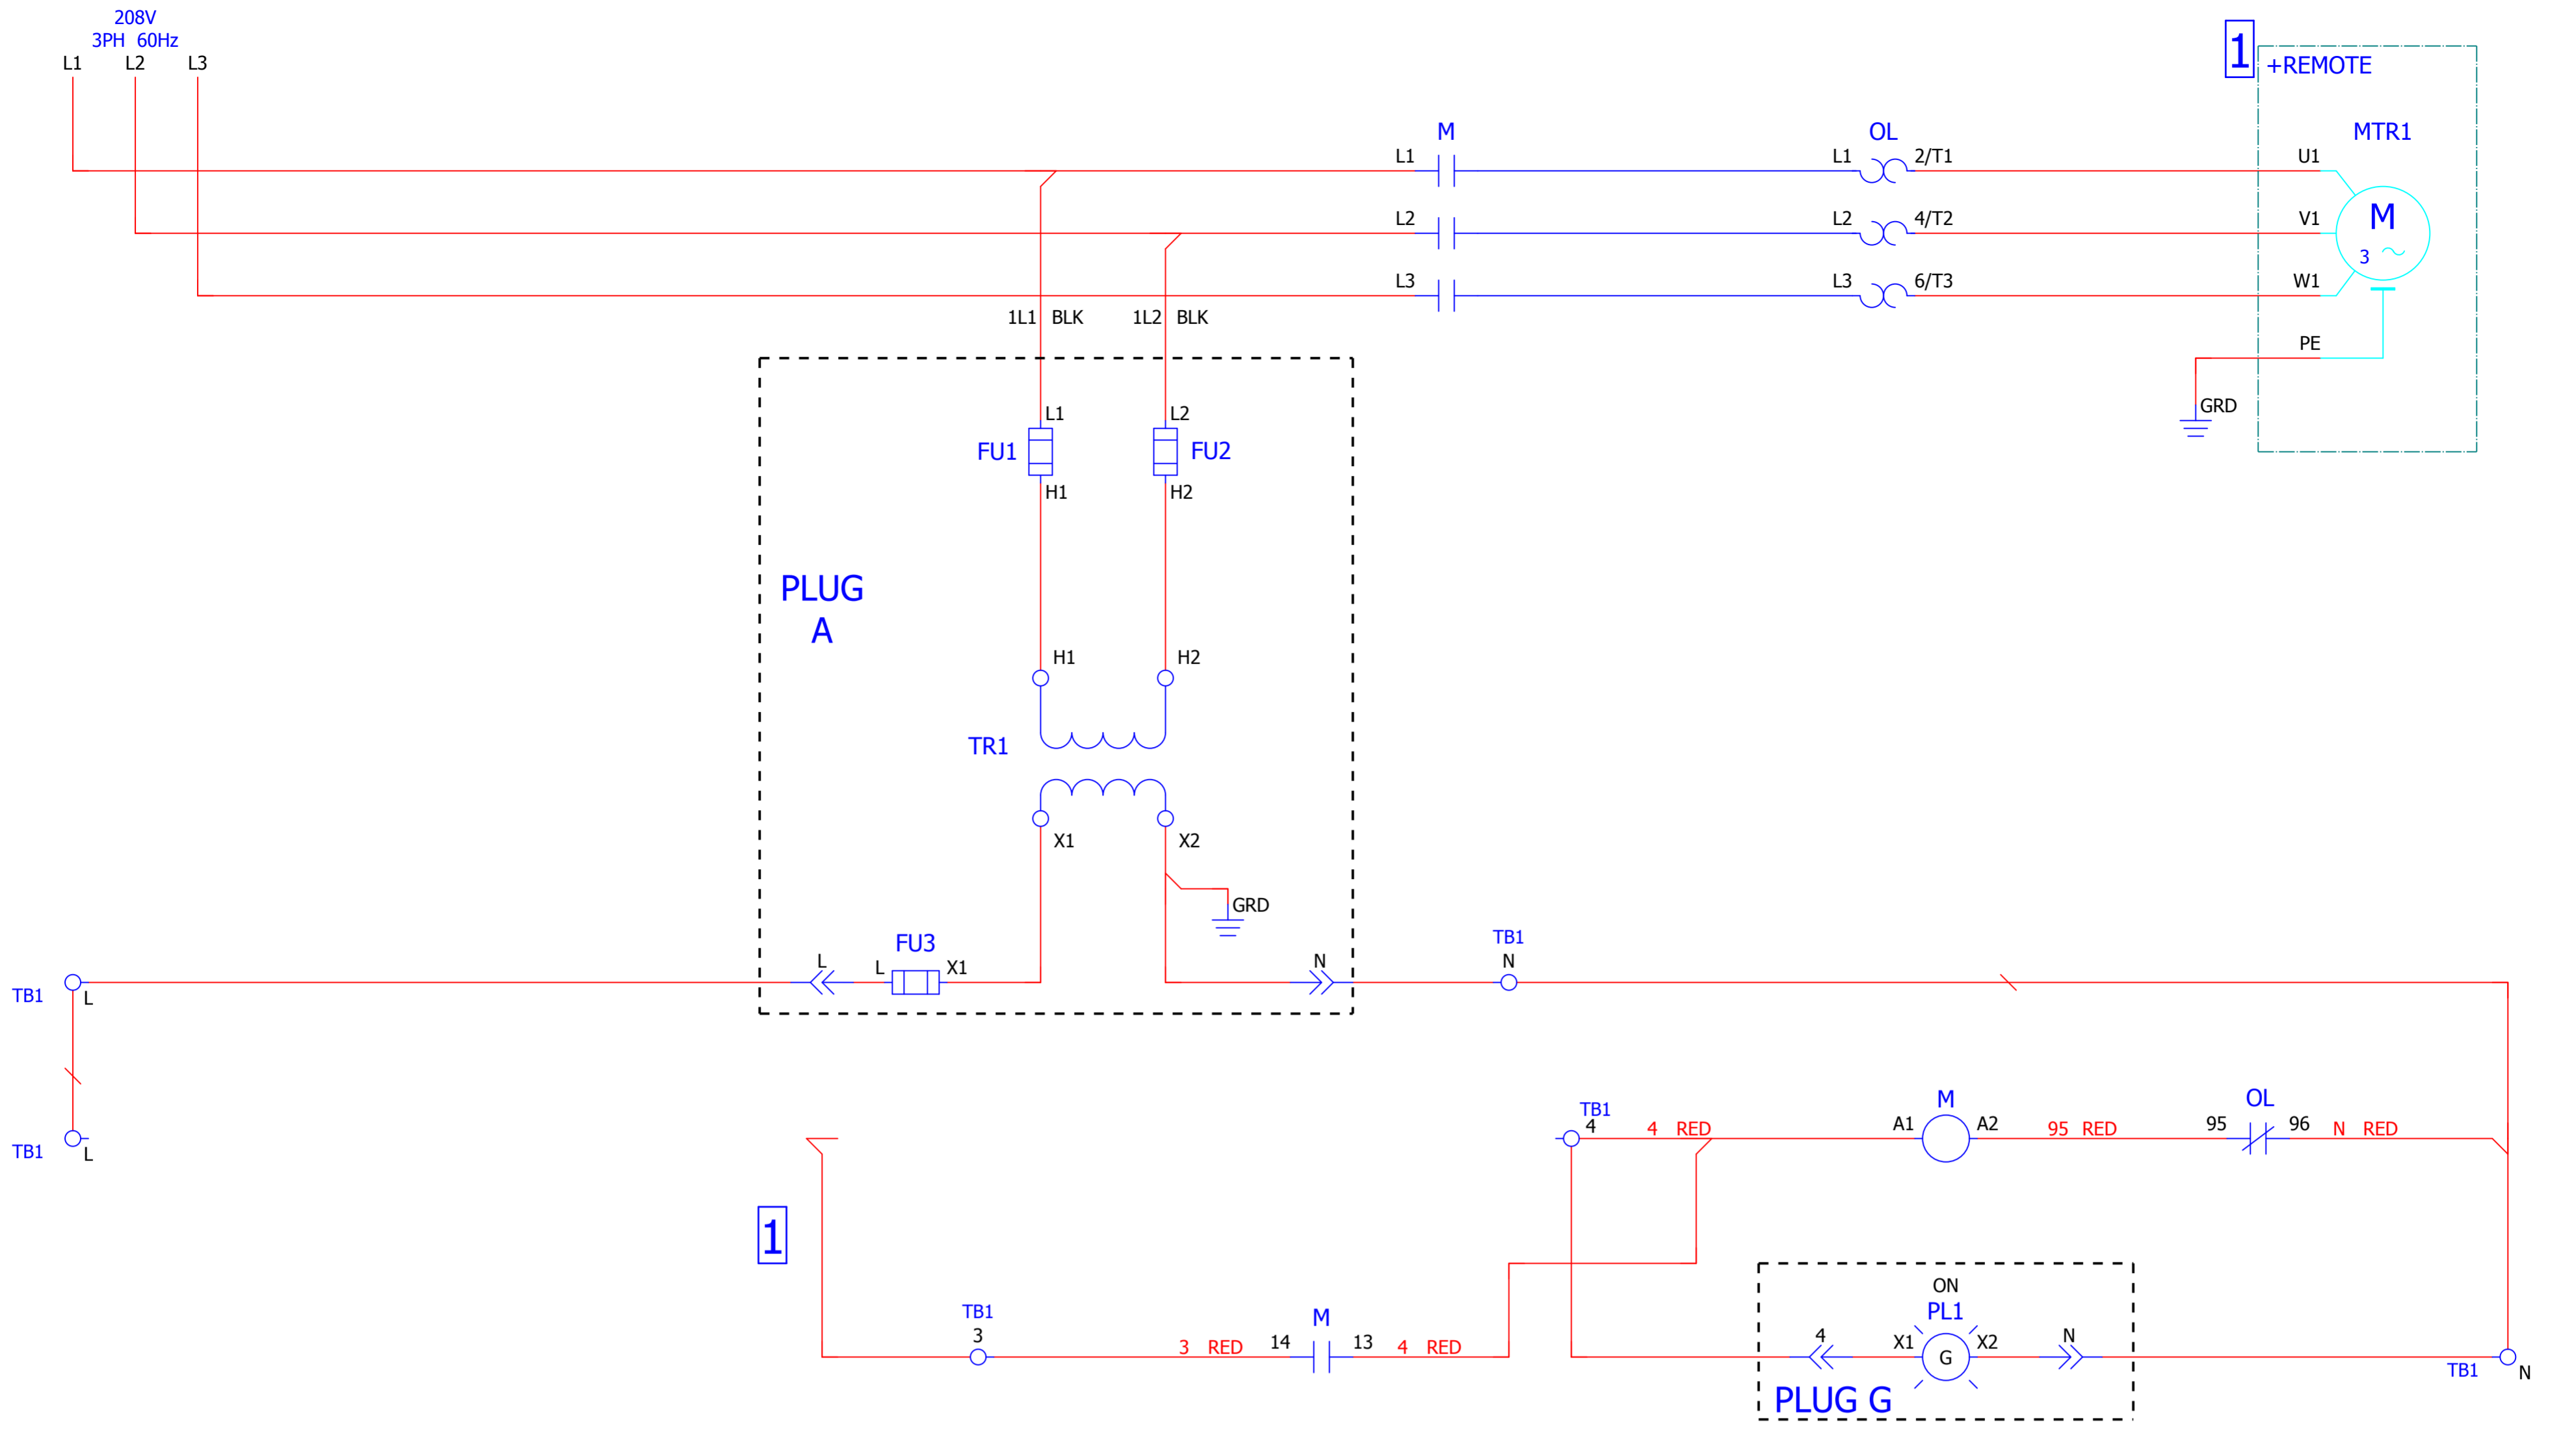 208V
3PH 60Hz
L1 L2 L3
1
+REMOTE
M
OL
MTR1
L1 L1 2/T1 U1
L2 L2 4/T2 V1
M
3
L3 L3 6/T3 W1
1L1 BLK 1L2 BLK
PE
GRD
L1 L2
FU1 FU2
H1 H2
PLUG
A
H1 H2
TR1
X1 X2
GRD
FU3
TB1
L L X1 N N
TB1 L
TB1 L
M
OL
TB1
4 4 RED A1 A2 95 RED 95 96 N RED
1
ON
TB1
M
PL1
3 3 RED 14 13 4 RED
4 X1 G X2 N
TB1 N
PLUG G